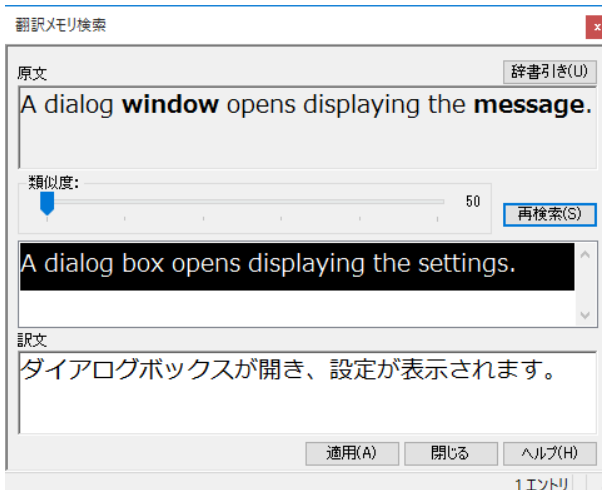 翻訳メモリ検索
x
原文
辞書引き(U)
A dialog window opens displaying the message.
類似度:
50
再検索(S)
A dialog box opens displaying the settings.
訳文
ダイアログボックスが開き、設定が表示されます。
適用(A) 閉じる ヘルプ(H)
1 エントリ